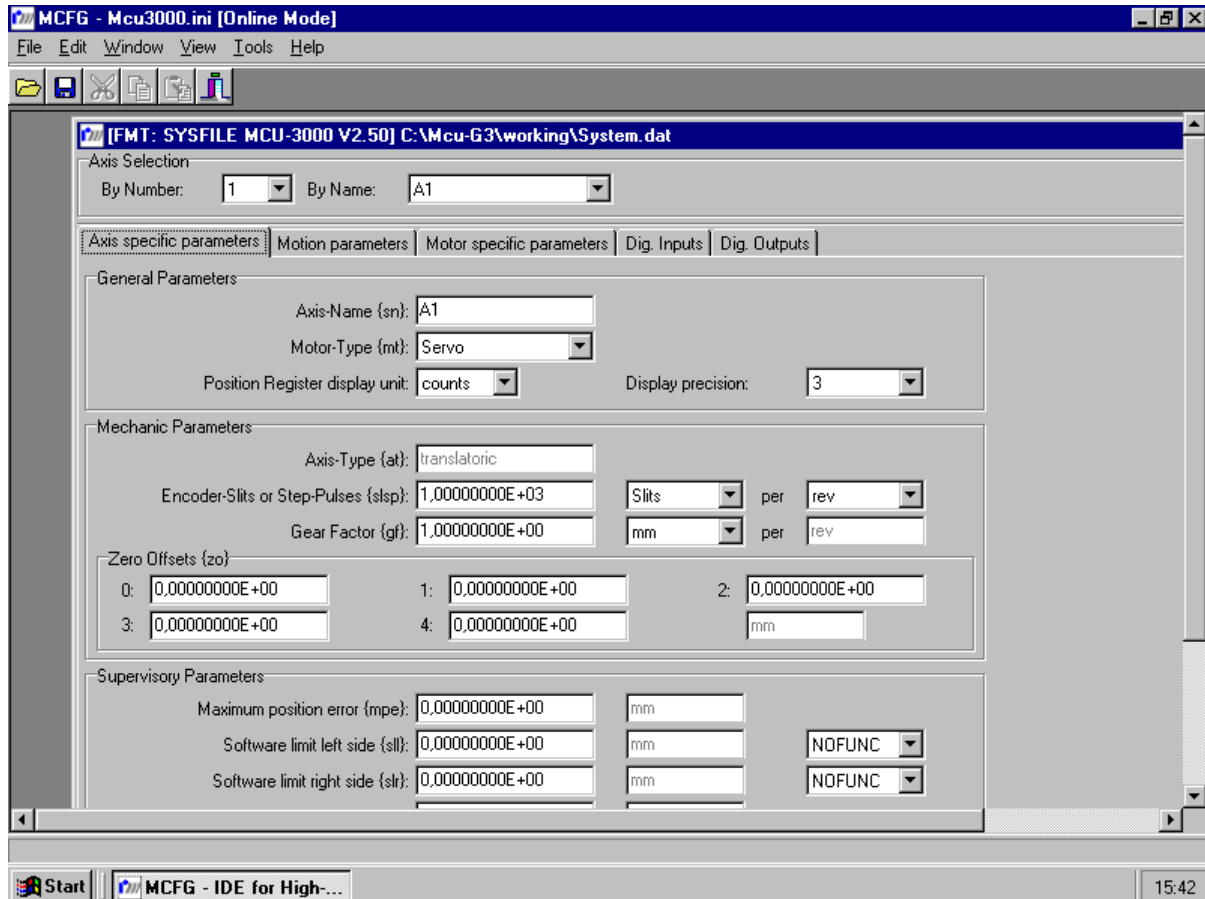 MCFG - Mcu3000.ini [Online Mode]
File Edit Window View Tools Help
[FMT: SYSFILE MCU-3000 V2.50] C:\Mcu-G3\working\System.dat
Axis Selection
By Number: 1 By Name: A1
Axis specific parameters Motion parameters Motor specific parameters Dig. Inputs Dig. Outputs
General Parameters
Axis-Name {sn}: A1
Motor-Type {mt}: Servo
Position Register display unit: counts Display precision: 3
Mechanic Parameters
Axis-Type {at}: translatoric
Encoder-Slits or Step-Pulses {slsp}: 1,00000000E+03 Slits per rev
Gear Factor {gf}: 1,00000000E+00 mm per rev
Zero Offsets {zo}
0: 0,00000000E+00 1: 0,00000000E+00 2: 0,00000000E+00
3: 0,00000000E+00 4: 0,00000000E+00 mm
Supervisory Parameters
Maximum position error {mpe}: 0,00000000E+00 mm
Software limit left side {sll}: 0,00000000E+00 mm NOFUNC
Software limit right side {slr}: 0,00000000E+00 mm NOFUNC
Start MCFG - IDE for High-... 15:42